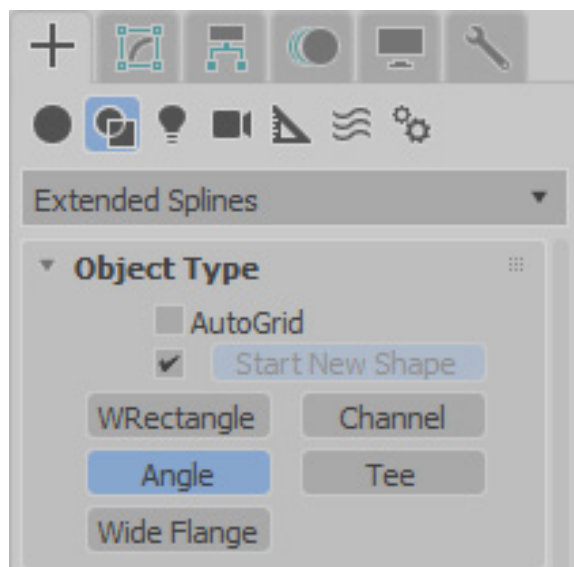 Extended Splines
Object Type
AutoGrid
Start New Shape
WRectangle Channel
Angle Tee
Wide Flange